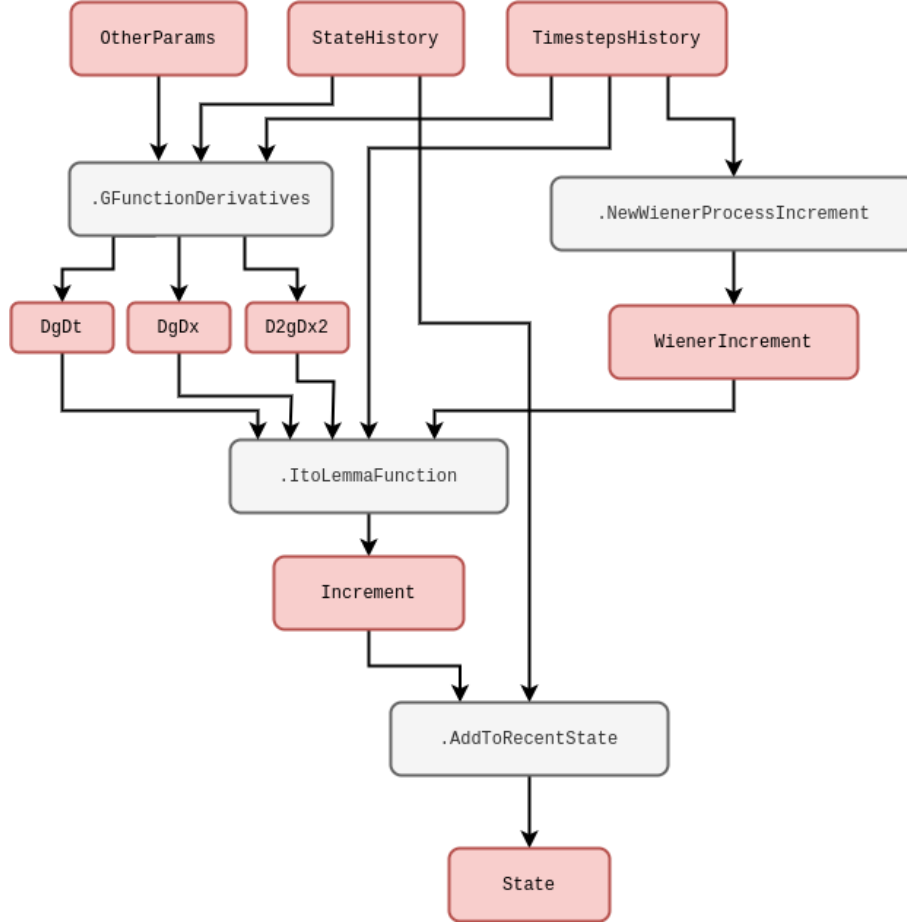 OtherParams
StateHistory
TimestepsHistory
.GFunctionDerivatives
.NewWienerProcessIncrement
DgDt
DgDx
D2gDx2
WienerIncrement
.ItoLemmaFunction
Increment
.AddToRecentState
State